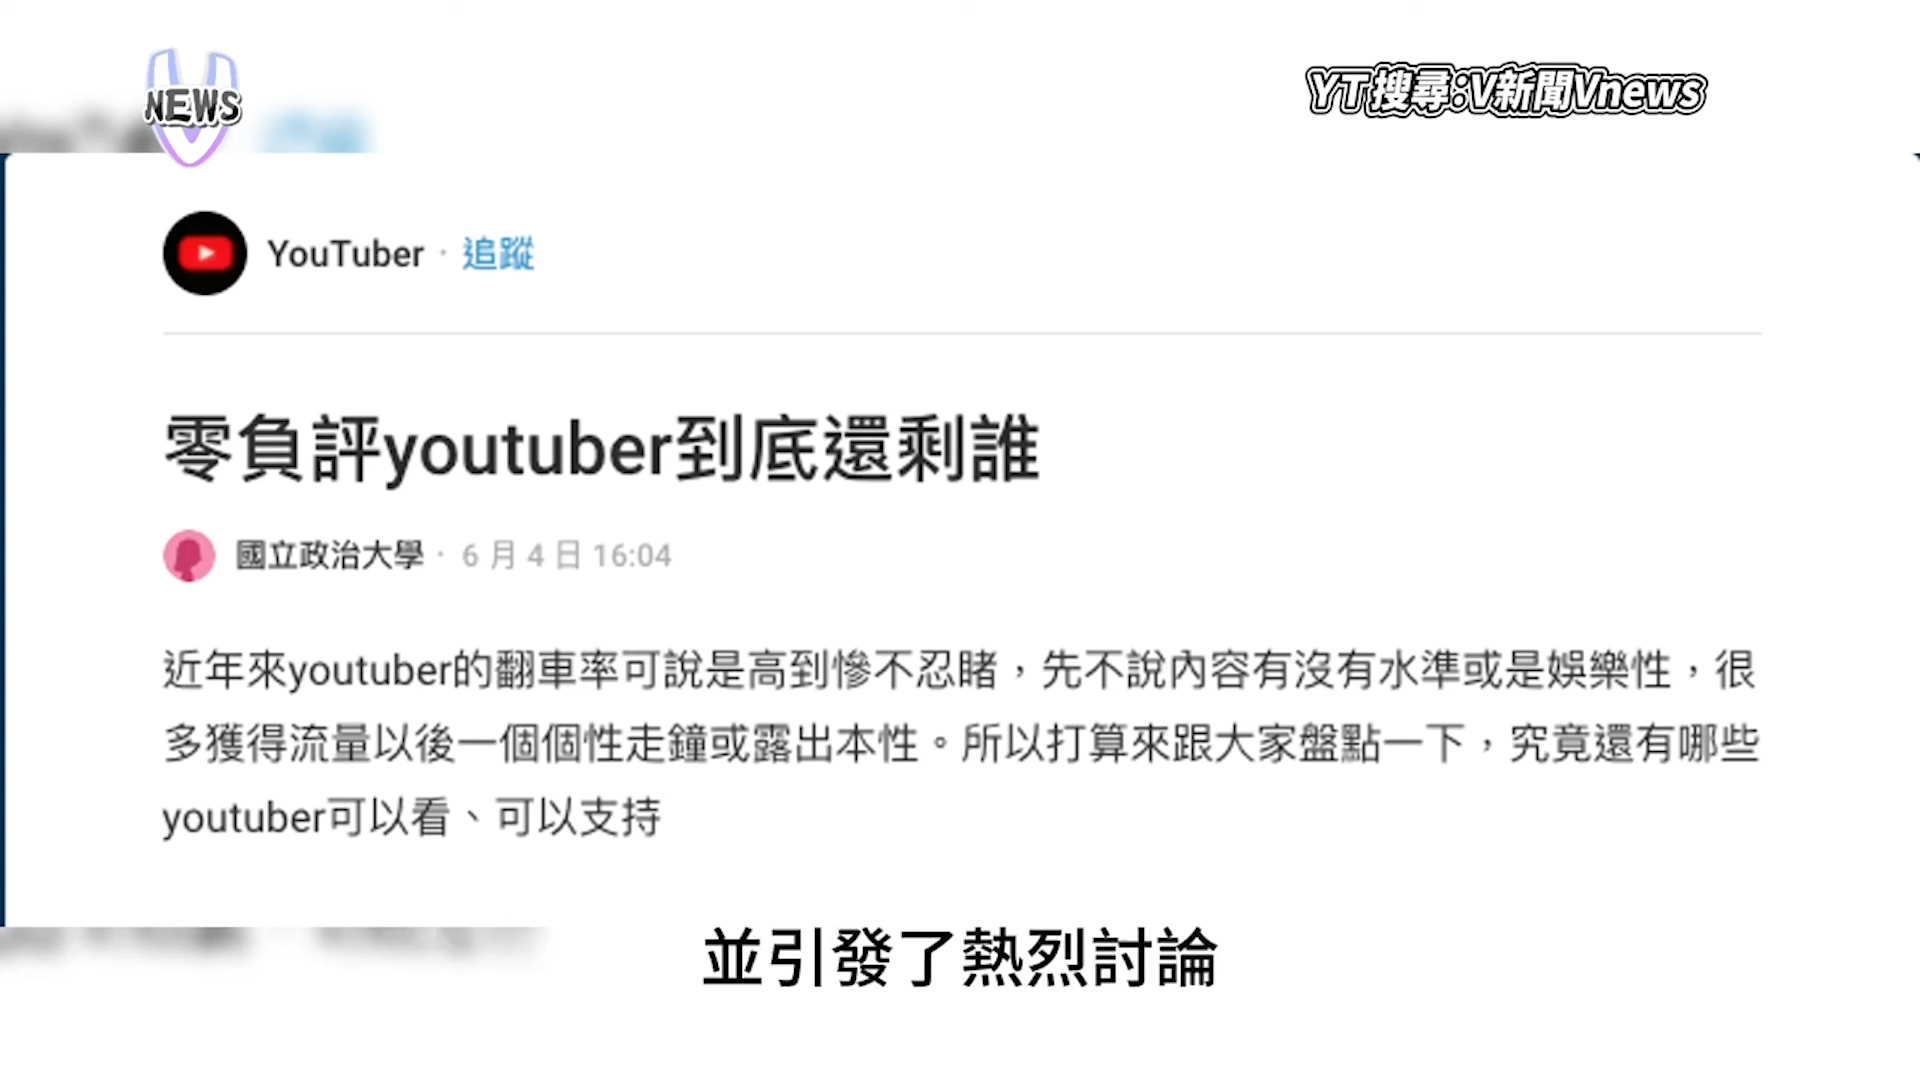 NEWS
YT搜尋:V新聞Vnews
YouTuber · 追蹤
零負評youtuber到底還剩誰
國立政治大學 · 6 月 4 日 16:04
近年來youtuber的翻車率可說是高到慘不忍睹，先不說內容有沒有水準或是娛樂性，很
多獲得流量以後一個個性走鐘或露出本性。所以打算來跟大家盤點一下，究竟還有哪些
youtuber可以看、可以支持
並引發了熱烈討論